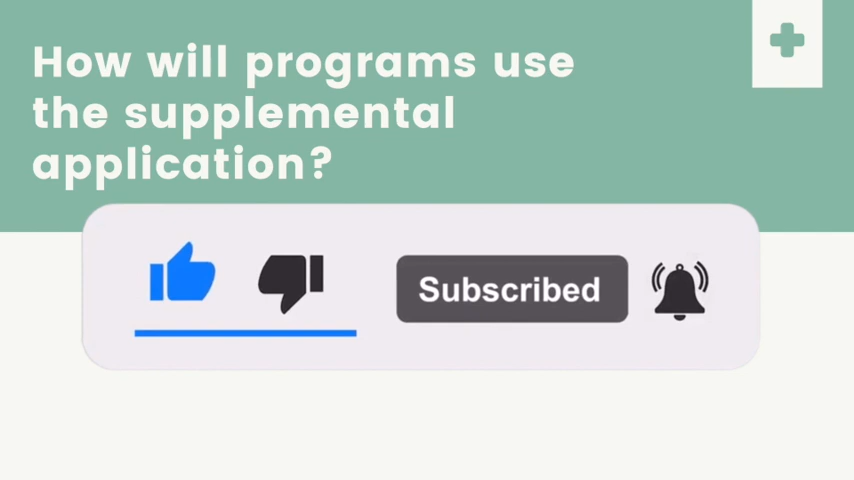 How will programs use
the supplemental
application?
Subscribed